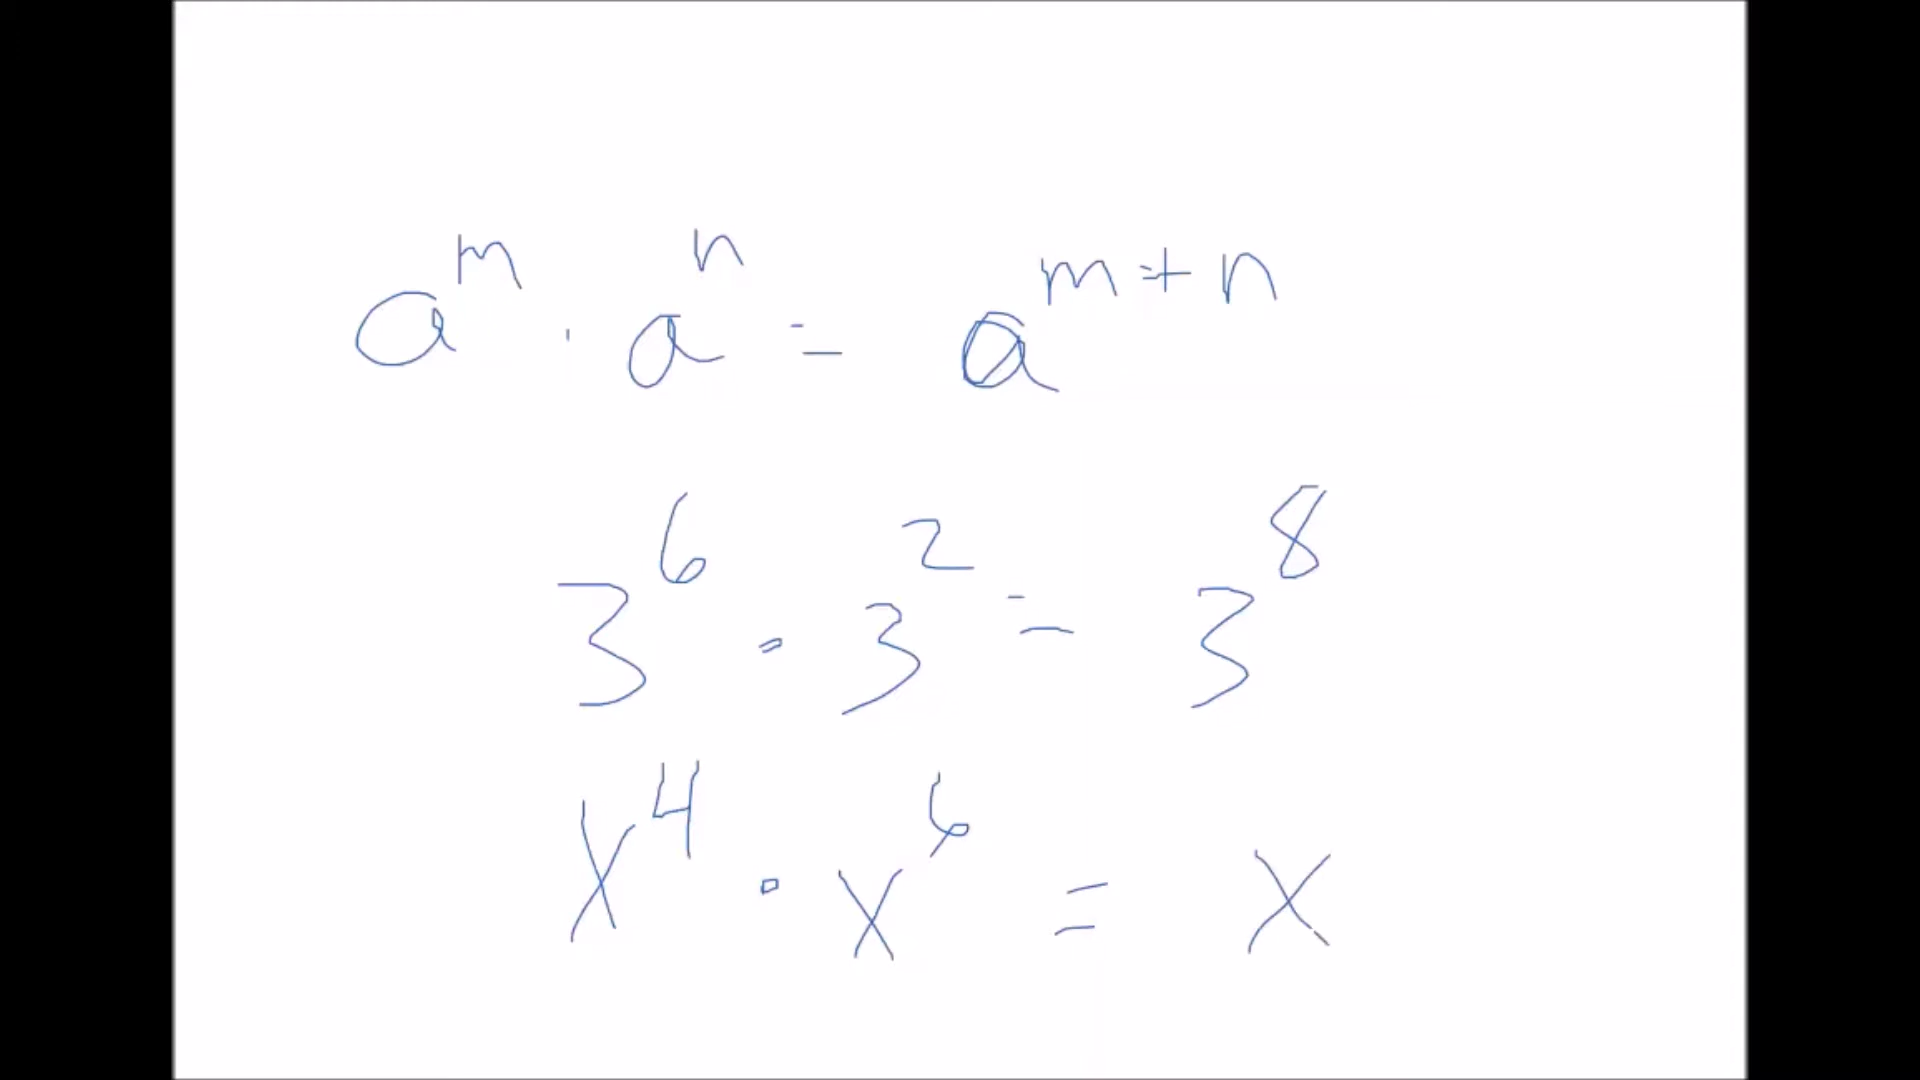 a^m · a^n = a^{m+n}
3^6 · 3^2 = 3^8
x^4 · x^6 = x